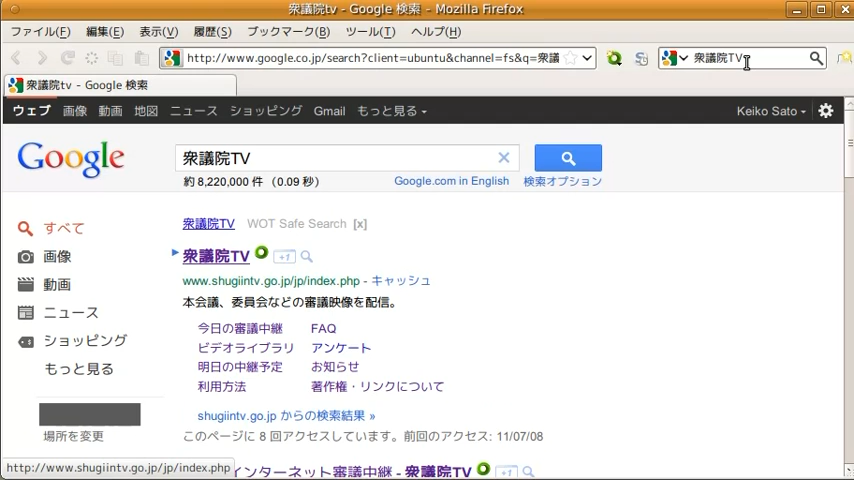 衆議院tv - Google 検索 - Mozilla Firefox
ファイル(F) 編集(E) 表示(V) 履歴(S) ブックマーク(B) ツール(T) ヘルプ(H)
http://www.google.co.jp/search?client=ubuntu&channel=fs&q=衆議 衆議院TV
衆議院tv - Google 検索
ウェブ 画像 動画 地図 ニュース ショッピング Gmail もっと見る Keiko Sato
Google 衆議院TV
約 8,220,000 件 (0.09 秒) Google.com in English 検索オプション
すべて
画像
動画
ニュース
ショッピング
もっと見る
場所を変更
衆議院TV WOT Safe Search [x]
衆議院TV +1
www.shugiintv.go.jp/jp/index.php - キャッシュ
本会議、委員会などの審議映像を配信。
今日の審議中継 FAQ
ビデオライブラリ アンケート
明日の中継予定 お知らせ
利用方法 著作権・リンクについて
shugiintv.go.jp からの検索結果 »
このページに 8 回アクセスしています。前回のアクセス: 11/07/08
インターネット審議中継 - 衆議院TV +1
http://www.shugiintv.go.jp/jp/index.php